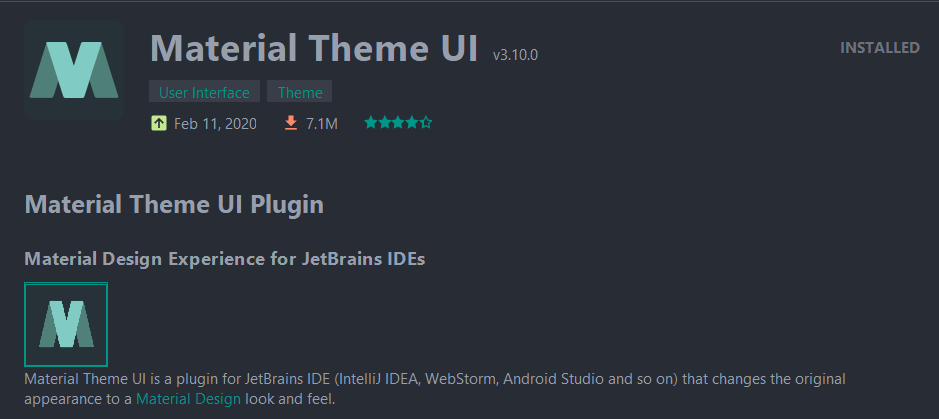 Material Theme UI v3.10.0
INSTALLED
User Interface Theme
Feb 11, 2020 7.1M
Material Theme UI Plugin
Material Design Experience for JetBrains IDEs
Material Theme UI is a plugin for JetBrains IDE (IntelliJ IDEA, WebStorm, Android Studio and so on) that changes the original
appearance to a Material Design look and feel.